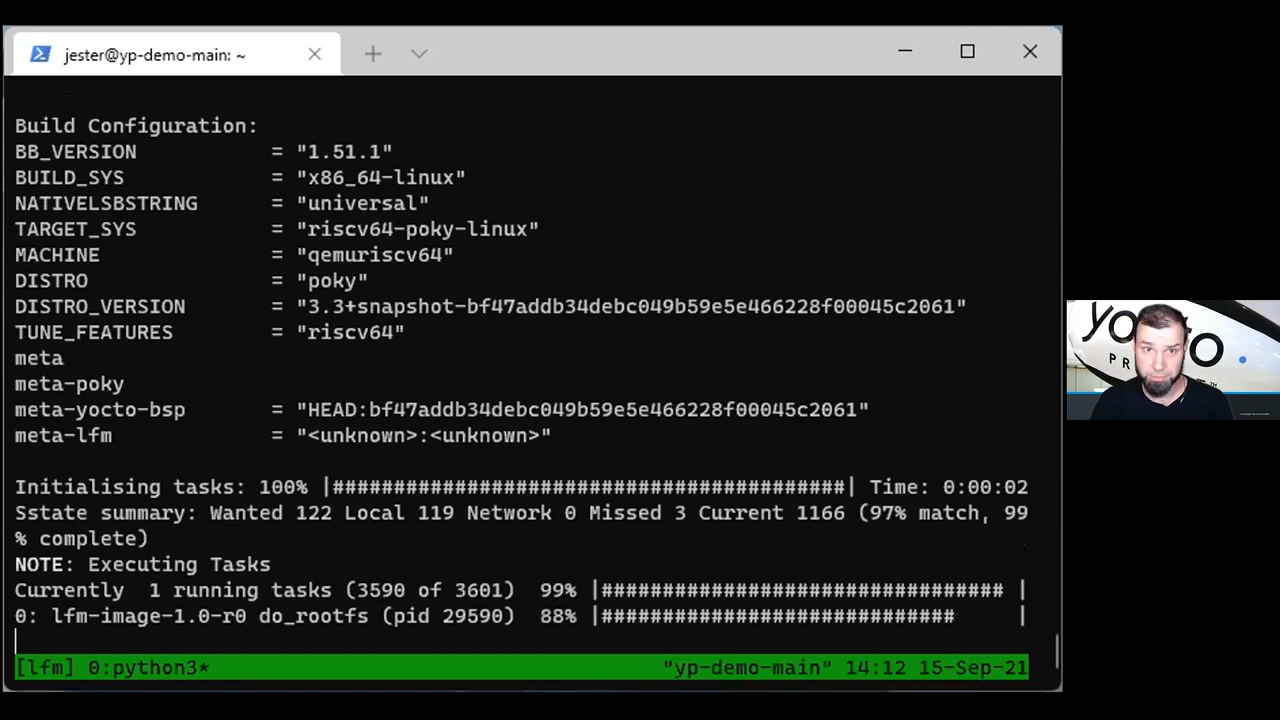 jester@yp-demo-main: ~
Build Configuration:
BB_VERSION = "1.51.1"
BUILD_SYS = "x86_64-linux"
NATIVELSBSTRING = "universal"
TARGET_SYS = "riscv64-poky-linux"
MACHINE = "qemuriscv64"
DISTRO = "poky"
DISTRO_VERSION = "3.3+snapshot-bf47addb34debc049b59e5e466228f00045c2061"
TUNE_FEATURES = "riscv64"
meta
meta-poky
meta-yocto-bsp = "HEAD:bf47addb34debc049b59e5e466228f00045c2061"
meta-lfm = "<unknown>:<unknown>"
Initialising tasks: 100% |##########################################| Time: 0:00:02
Sstate summary: Wanted 122 Local 119 Network 0 Missed 3 Current 1166 (97% match, 99
% complete)
NOTE: Executing Tasks
Currently 1 running tasks (3590 of 3601) 99% |################################# |
0: lfm-image-1.0-r0 do_rootfs (pid 29590) 88% |############################# |
[lfm] 0:python3* "yp-demo-main" 14:12 15-Sep-21